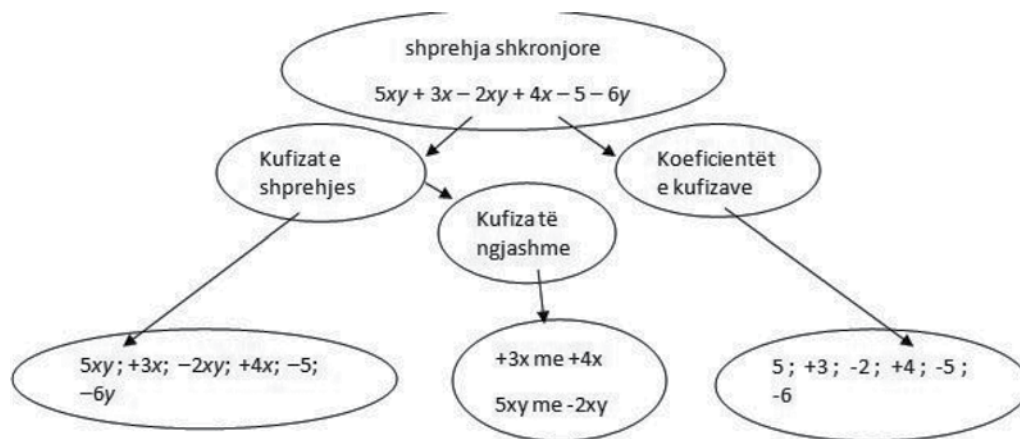 shprehja shkronjore
5xy + 3x – 2xy + 4x – 5 – 6y
Kufizat e
shprehjes
Koeficientët
e kufizave
Kufiza të
ngjashme
5xy ; +3x; –2xy; +4x; –5;
–6y
+3x me +4x
5xy me -2xy
5 ; +3 ; -2 ; +4 ; -5 ;
-6